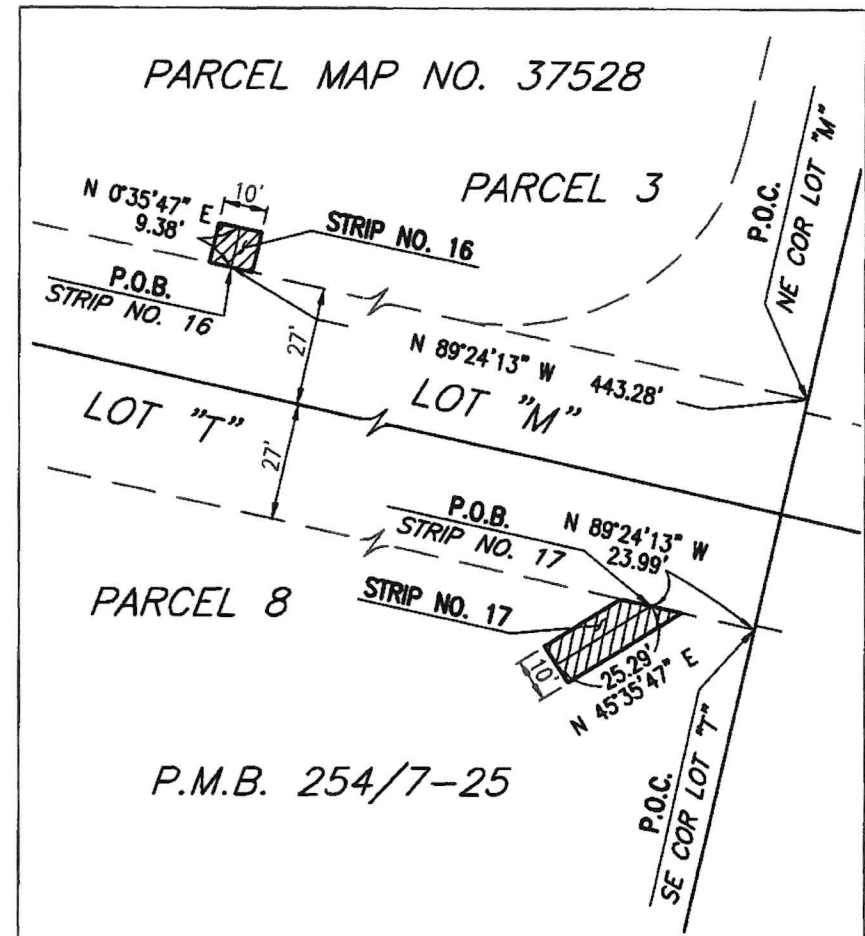 PARCEL MAP NO. 37528
PARCEL 3
P.O.C.
NE COR LOT "M"
N 0°35'47" E
9.38'
10'
STRIP NO. 16
P.O.B.
STRIP NO. 16
27'
N 89°24'13" W
443.28'
LOT "T"
LOT "M"
27'
P.O.B.
STRIP NO. 17
N 89°24'13" W
23.99'
PARCEL 8
STRIP NO. 17
10'
25.29'
N 45°35'47" E
P.O.C.
SE COR LOT "T"
P.M.B. 254/7-25